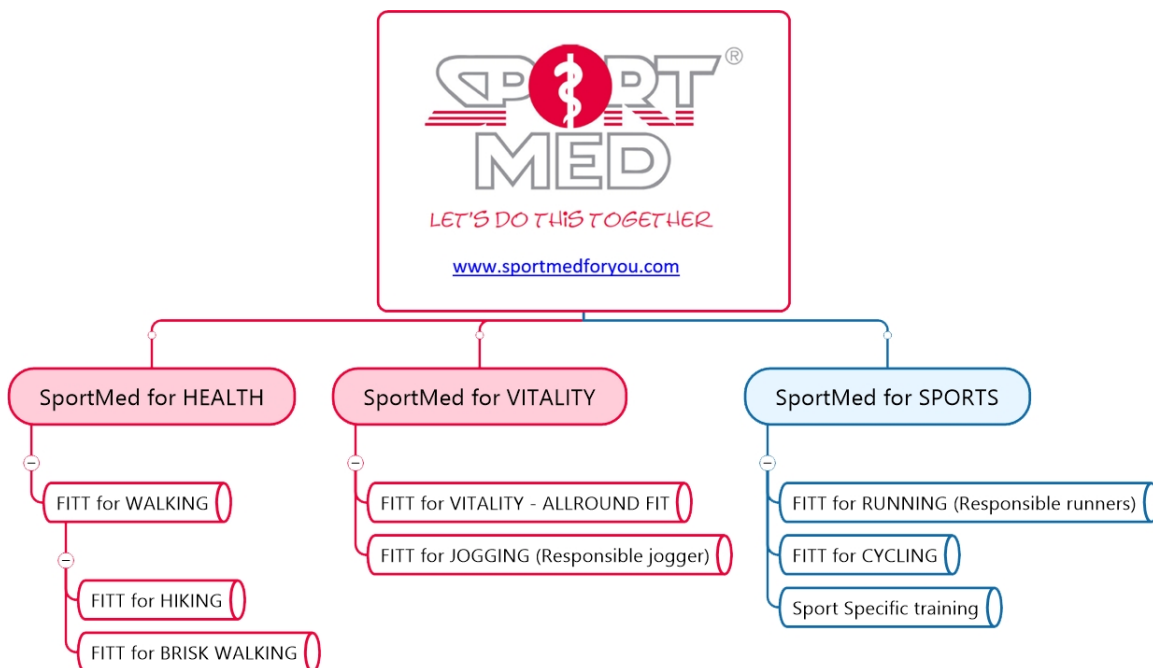 SPORT®
MED
LET'S DO THIS TOGETHER
www.sportmedforyou.com
SportMed for HEALTH
FITT for WALKING
FITT for HIKING
FITT for BRISK WALKING
SportMed for VITALITY
FITT for VITALITY - ALLROUND FIT
FITT for JOGGING (Responsible jogger)
SportMed for SPORTS
FITT for RUNNING (Responsible runners)
FITT for CYCLING
Sport Specific training